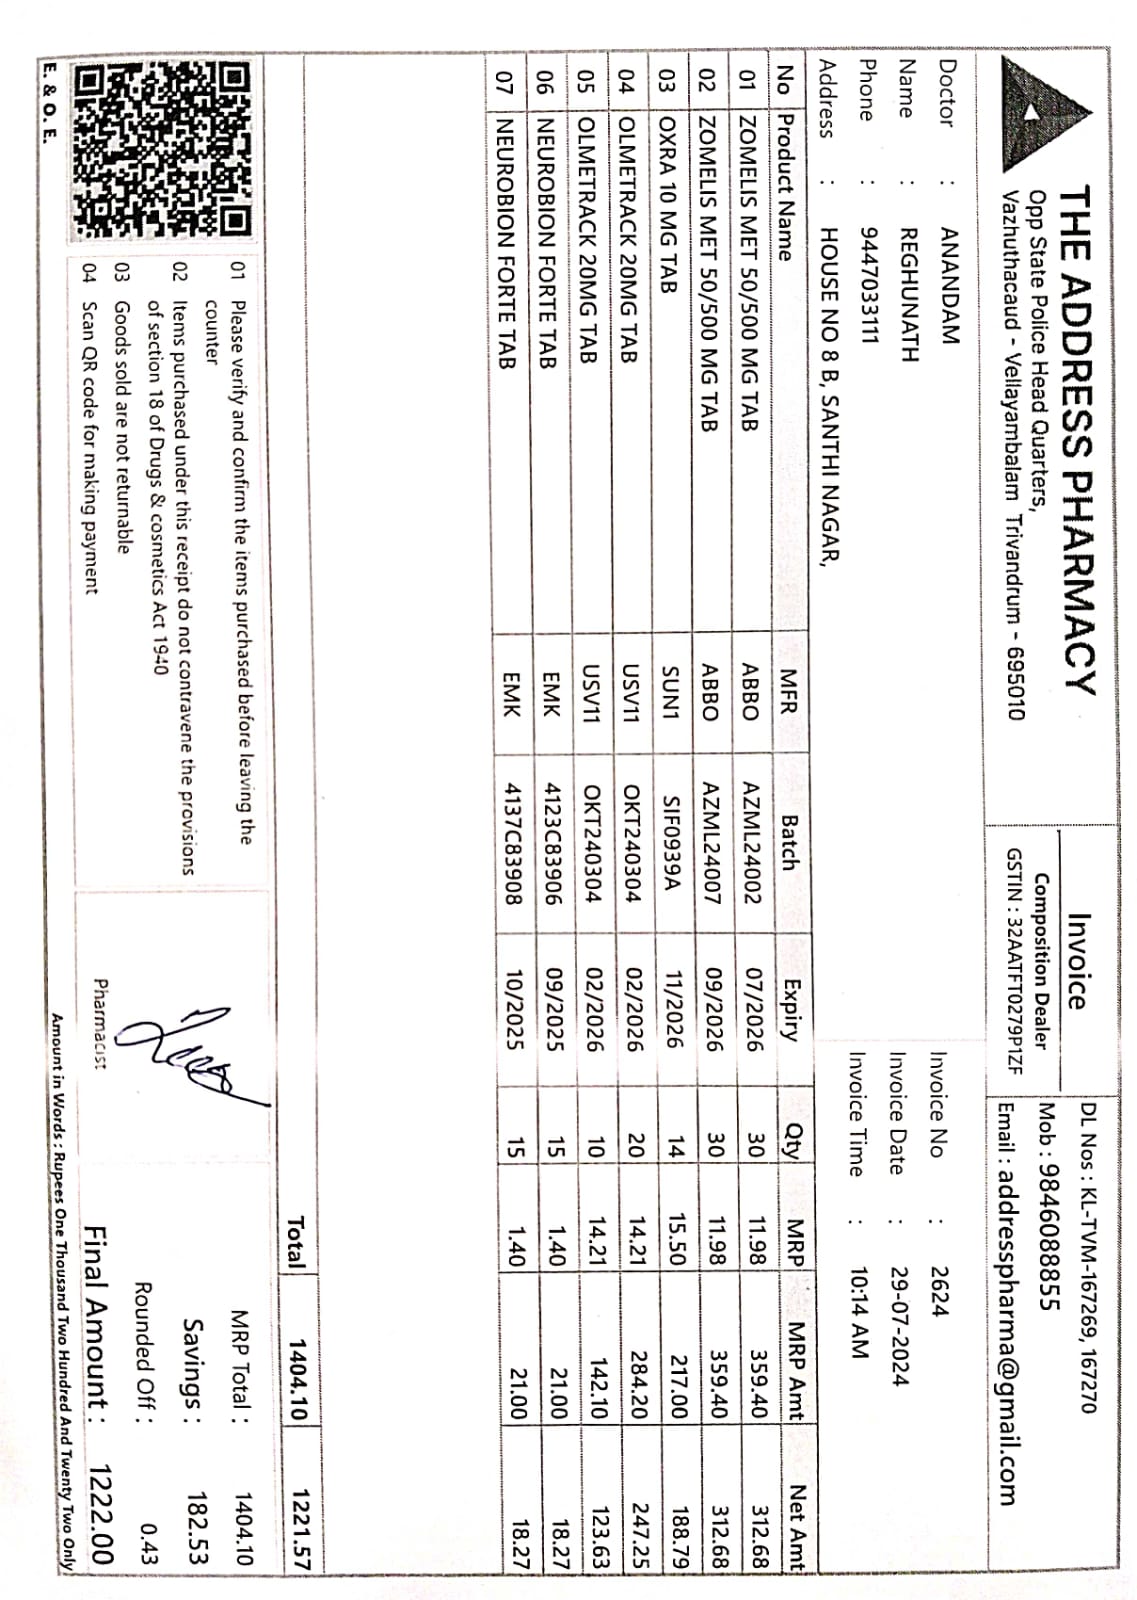 THE ADDRESS PHARMACY
Opp State Police Head Quarters,
Vazhuthacaud - Vellayambalam Trivandrum - 695010
Invoice
Composition Dealer
GSTIN : 32AATFT0279P1ZF
DL Nos : KL-TVM-167269, 167270
Mob : 9846088855
Email : addresspharma@gmail.com
Doctor : ANANDAM
Name : REGHUNATH
Phone : 9447033111
Address : HOUSE NO 8 B, SANTHI NAGAR,
Invoice No : 2624
Invoice Date : 29-07-2024
Invoice Time : 10:14 AM
No Product Name MFR Batch Expiry Qty MRP MRP Amt Net Amt
01 ZOMELIS MET 50/500 MG TAB ABBO AZML24002 07/2026 30 11.98 359.40 312.68
02 ZOMELIS MET 50/500 MG TAB ABBO AZML24007 09/2026 30 11.98 359.40 312.68
03 OXRA 10 MG TAB SUN1 SIF0939A 11/2026 14 15.50 217.00 188.79
04 OLMETRACK 20MG TAB USV11 OKT240304 02/2026 20 14.21 284.20 247.25
05 OLMETRACK 20MG TAB USV11 OKT240304 02/2026 10 14.21 142.10 123.63
06 NEUROBION FORTE TAB EMK 4123C83906 09/2025 15 1.40 21.00 18.27
07 NEUROBION FORTE TAB EMK 4137C83908 10/2025 15 1.40 21.00 18.27
Total 1404.10 1221.57
01 Please verify and confirm the items purchased before leaving the
counter
02 Items purchased under this receipt do not contravene the provisions
of section 18 of Drugs & cosmetics Act 1940
03 Goods sold are not returnable
04 Scan QR code for making payment
Pharmacist
MRP Total : 1404.10
Savings : 182.53
Rounded Off : 0.43
Final Amount : 1222.00
E. & O. E.
Amount in Words : Rupees One Thousand Two Hundred And Twenty Two Only